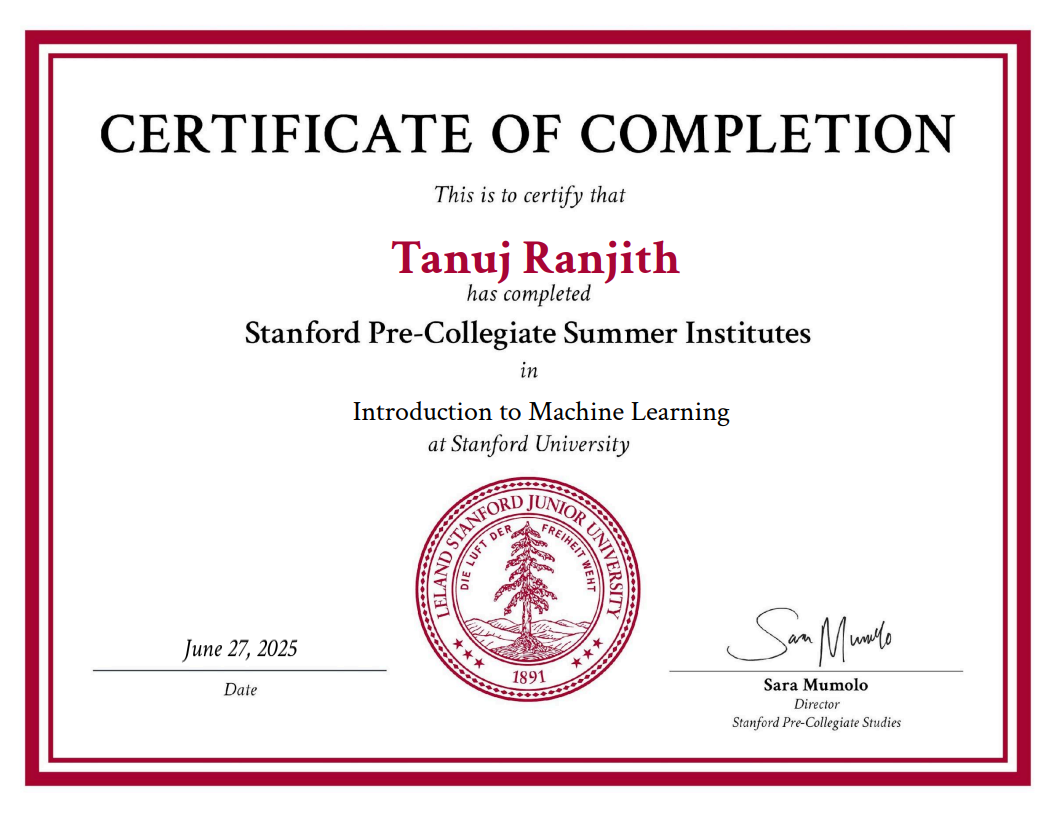 CERTIFICATE OF COMPLETION
This is to certify that
Tanuj Ranjith
has completed
Stanford Pre-Collegiate Summer Institutes
in
Introduction to Machine Learning
at Stanford University
LELAND STANFORD JUNIOR UNIVERSITY
DIE LUFT DER FREIHEIT WEHT
1891
June 27, 2025
Date
Sara Mumolo
Sara Mumolo
Director
Stanford Pre-Collegiate Studies